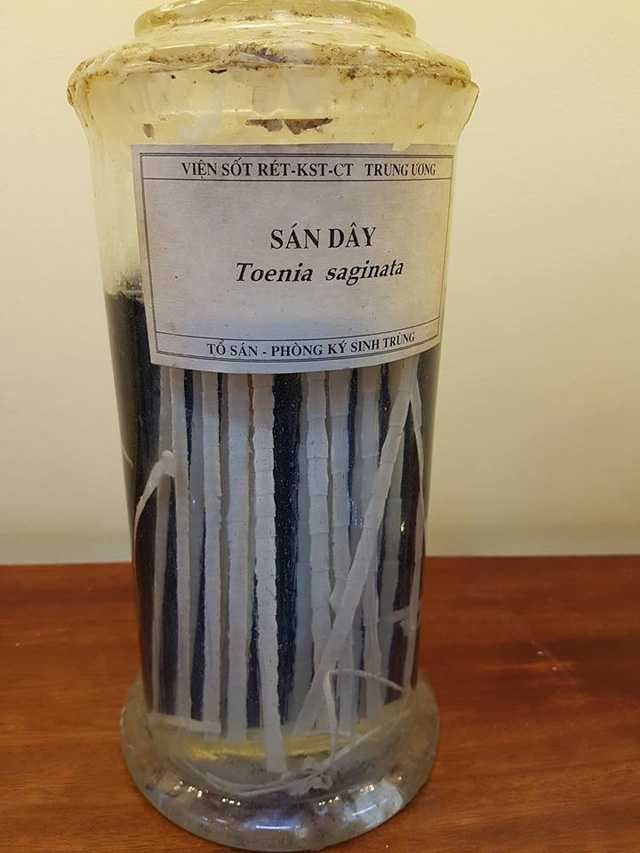 VIỆN SỐT RÉT-KST-CT TRUNG ƯƠNG
SÁN DÂY
Toenia saginata
TỔ SÁN - PHÒNG KÝ SINH TRÙNG